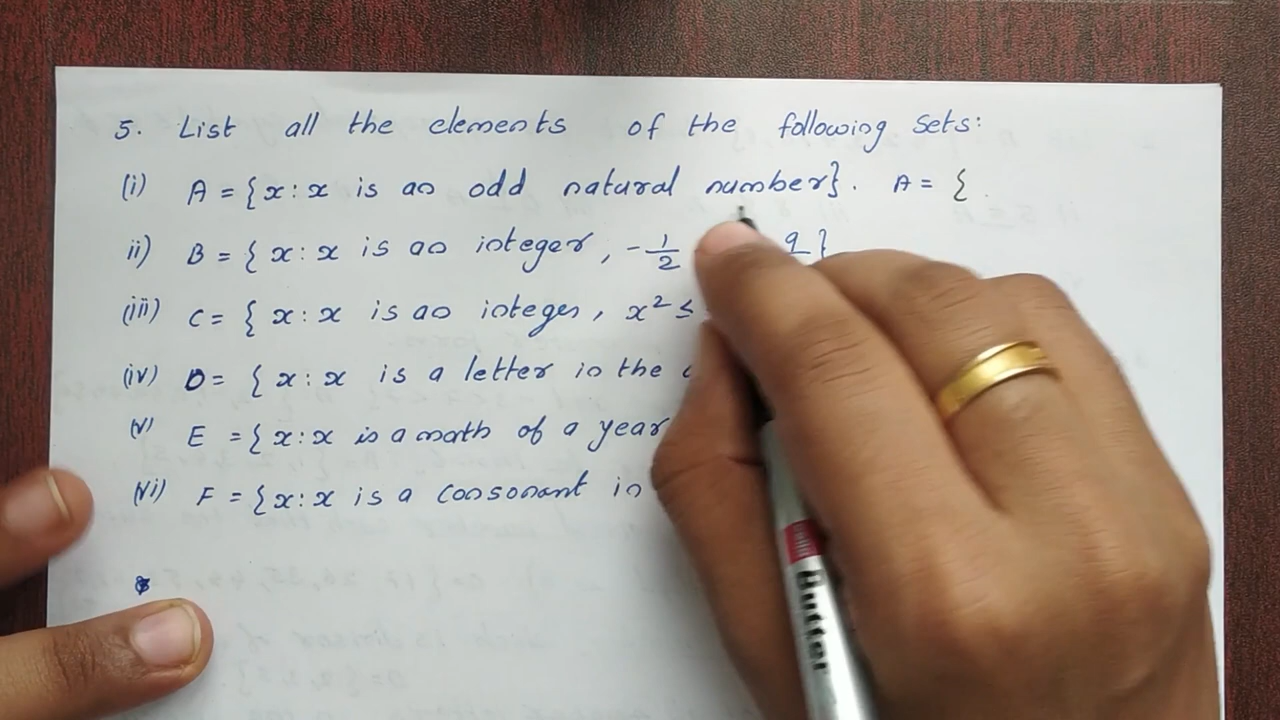 5. List all the elements of the following Sets:
(i) A = {x : x is an odd natural number}. A = {
ii) B = { x : x is an integer, -1/2 9 }
(iii) C = { x : x is an integer, x² ≤
(iv) D = { x : x is a letter in the
(v) E = {x : x is a month of a year
(vi) F = {x : x is a consonant in
Butter